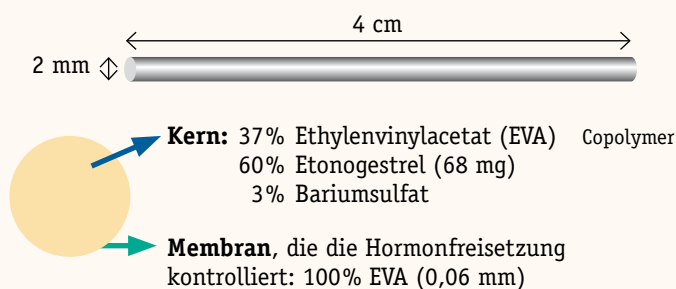 4 cm
2 mm
Kern: 37% Ethylenvinylacetat (EVA) Copolymer
60% Etonogestrel (68 mg)
3% Bariumsulfat
Membran, die die Hormonfreisetzung
kontrolliert: 100% EVA (0,06 mm)